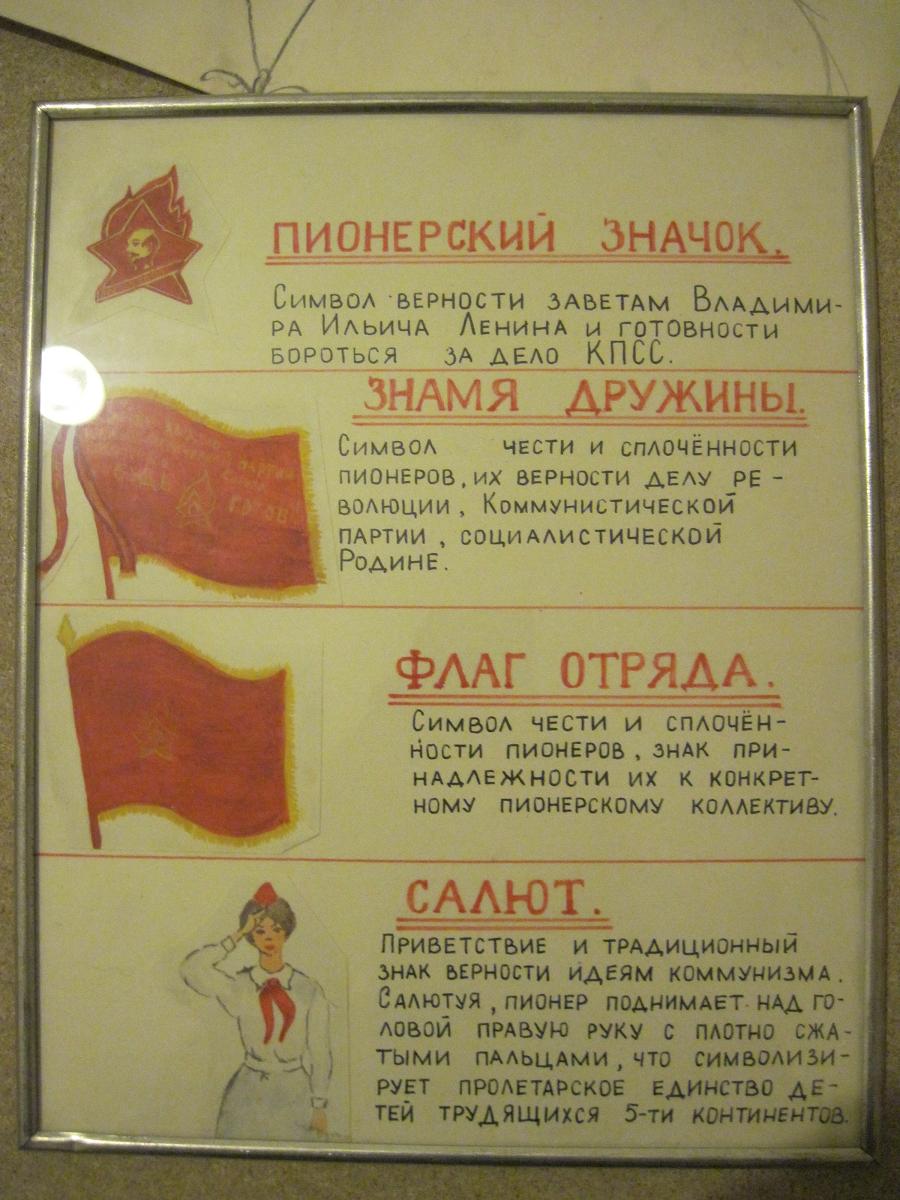 ПИОНЕРСКИЙ ЗНАЧОК.
Символ верности заветам Владими-
ра Ильича Ленина и готовности
бороться за дело КПСС.
ЗНАМЯ ДРУЖИНЫ.
Символ чести и сплочённости
пионеров, их верности делу ре-
волюции, Коммунистической
партии, социалистической
Родине.
ПАРТИИ
ГОТОВ
ФЛАГ ОТРЯДА.
Символ чести и сплочён-
ности пионеров, знак при-
надлежности их к конкрет-
ному пионерскому коллективу.
САЛЮТ.
Приветствие и традиционный
знак верности идеям коммунизма.
Салютуя, пионер поднимает над го-
ловой правую руку с плотно сжа-
тыми пальцами, что символизи-
рует пролетарское единство де-
тей трудящихся 5-ти континентов.